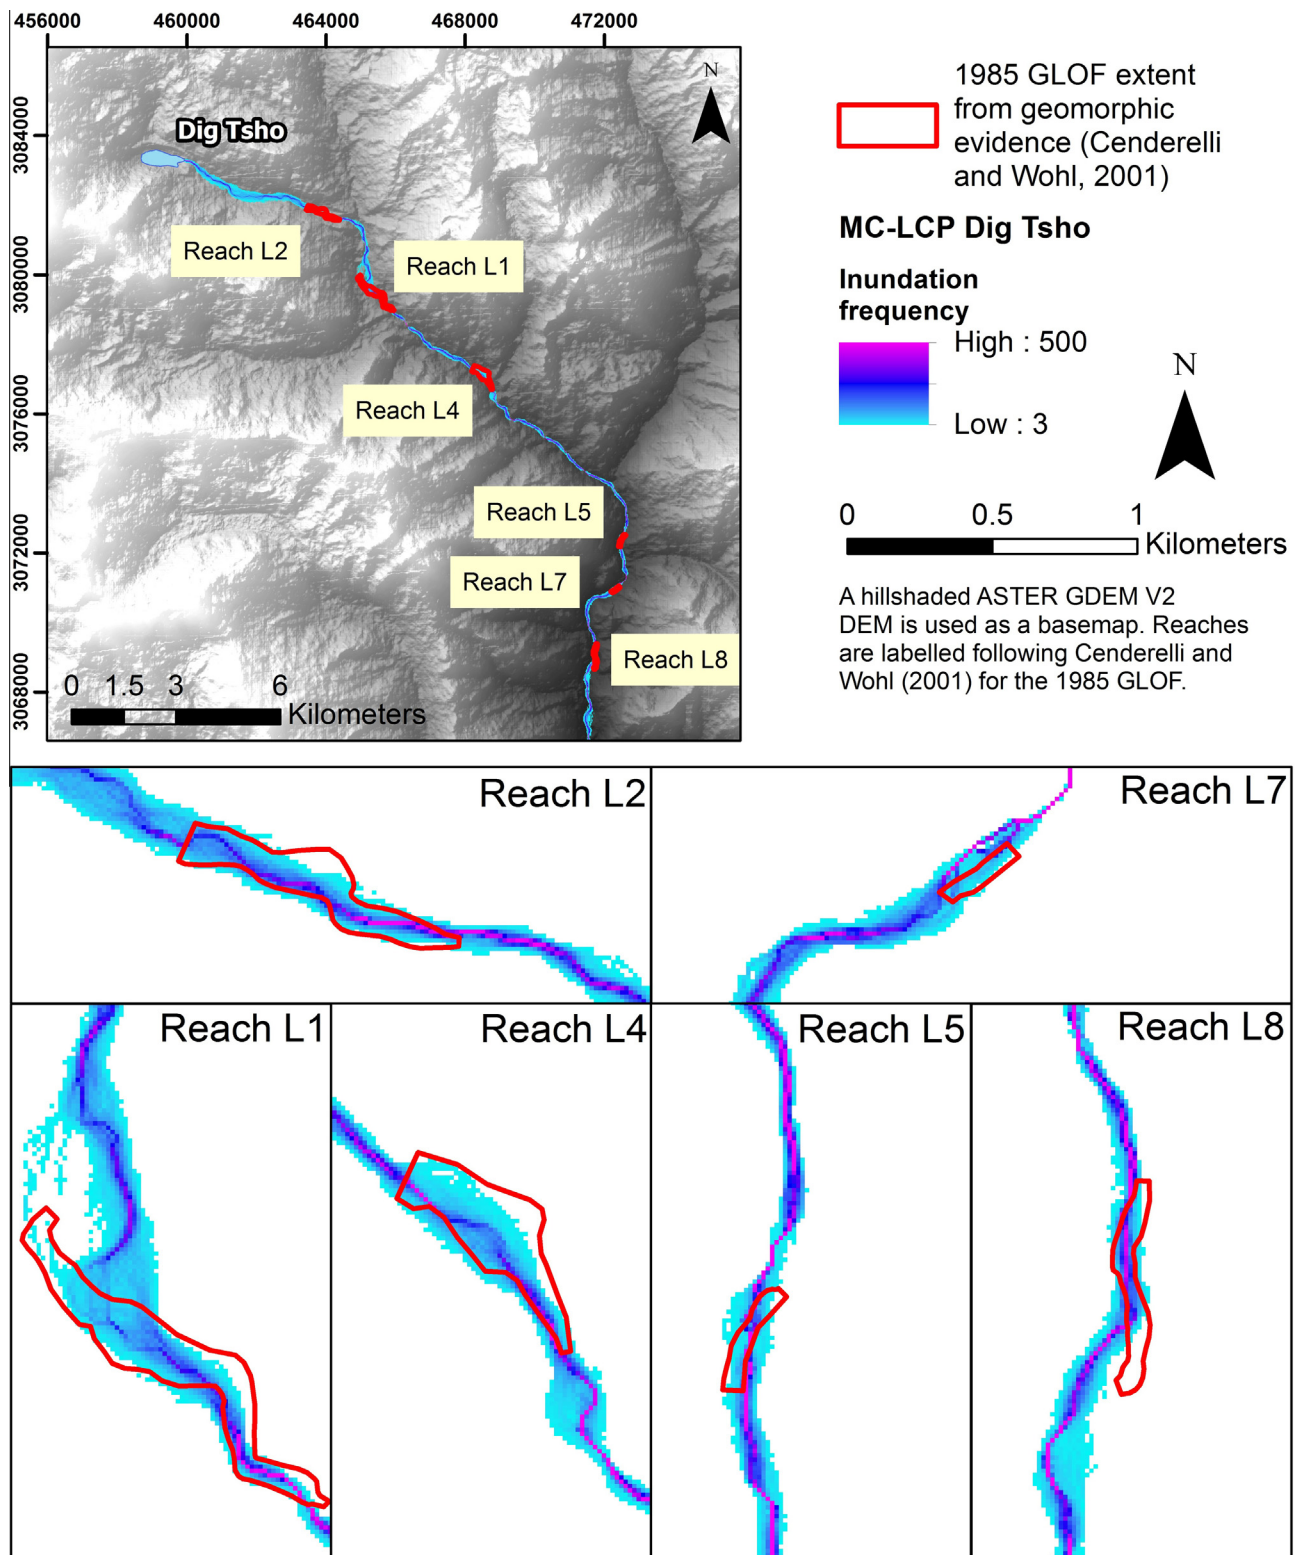 456000 460000 464000 468000 472000
3084000
3080000
3076000
3072000
3068000
N
Dig Tsho
Reach L2
Reach L1
Reach L4
Reach L5
Reach L7
Reach L8
0 1.5 3 6
Kilometers
1985 GLOF extent
from geomorphic
evidence (Cenderelli
and Wohl, 2001)
MC-LCP Dig Tsho
Inundation
frequency
High : 500
Low : 3
N
0 0.5 1
Kilometers
A hillshaded ASTER GDEM V2
DEM is used as a basemap. Reaches
are labelled following Cenderelli and
Wohl (2001) for the 1985 GLOF.
Reach L2
Reach L7
Reach L1
Reach L4
Reach L5
Reach L8